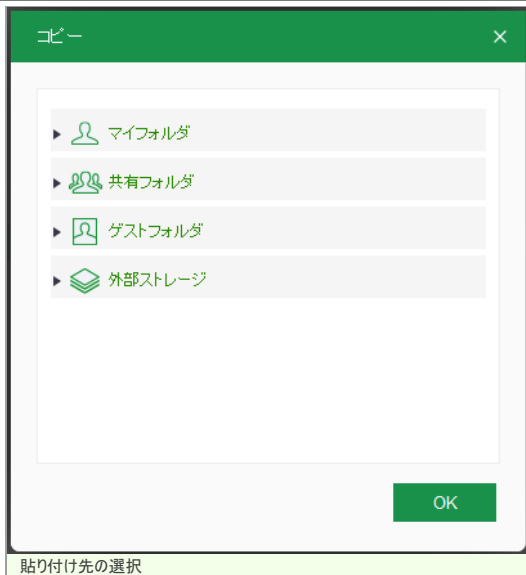 コピー
×
マイフォルダ
共有フォルダ
ゲストフォルダ
外部ストレージ
OK
貼り付け先の選択